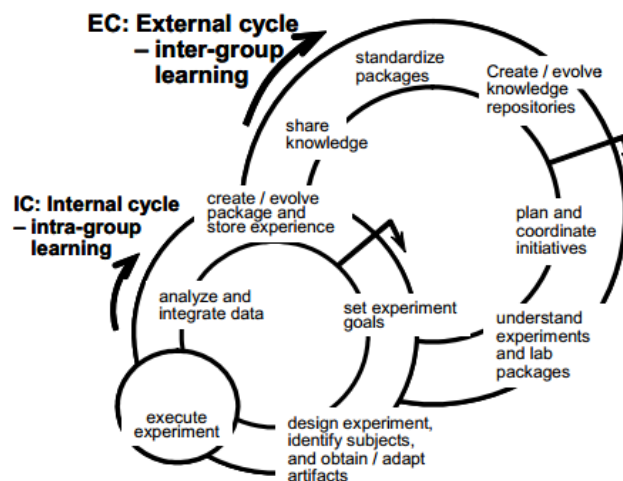 EC: External cycle
– inter-group
learning
standardize
packages
Create / evolve
knowledge
repositories
share
knowledge
IC: Internal cycle
– intra-group
learning
create / evolve
package and
store experience
plan and
coordinate
initiatives
analyze and
integrate data
set experiment
goals
understand
experiments
and lab
packages
execute
experiment
design experiment,
identify subjects,
and obtain / adapt
artifacts